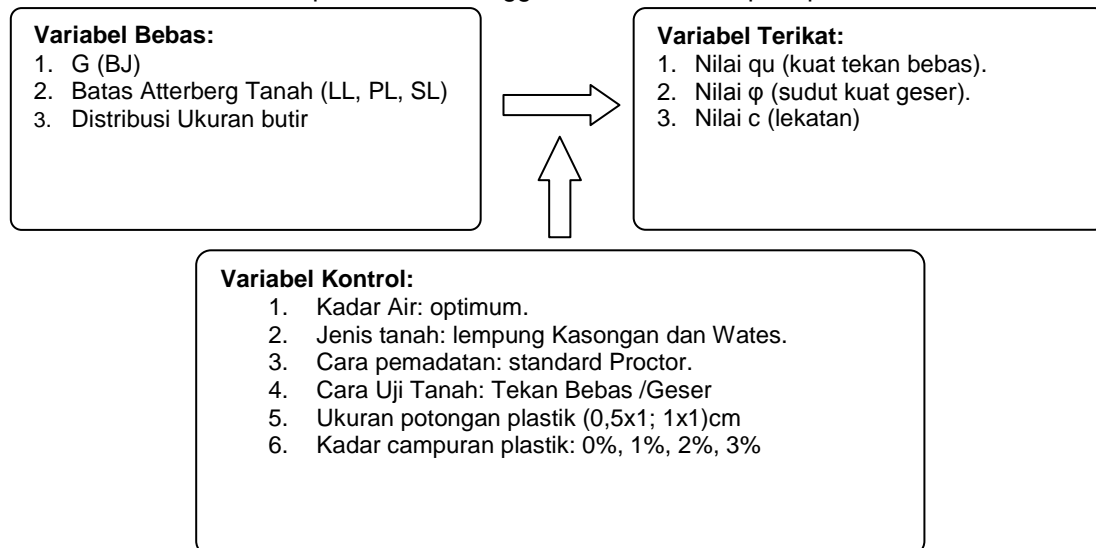 Variabel Bebas:
1. G (BJ)
2. Batas Atterberg Tanah (LL, PL, SL)
3. Distribusi Ukuran butir
Variabel Terikat:
1. Nilai qu (kuat tekan bebas).
2. Nilai φ (sudut kuat geser).
3. Nilai c (lekatan)
Variabel Kontrol:
1. Kadar Air: optimum.
2. Jenis tanah: lempung Kasongan dan Wates.
3. Cara pemadatan: standard Proctor.
4. Cara Uji Tanah: Tekan Bebas /Geser
5. Ukuran potongan plastik (0,5x1; 1x1)cm
6. Kadar campuran plastik: 0%, 1%, 2%, 3%